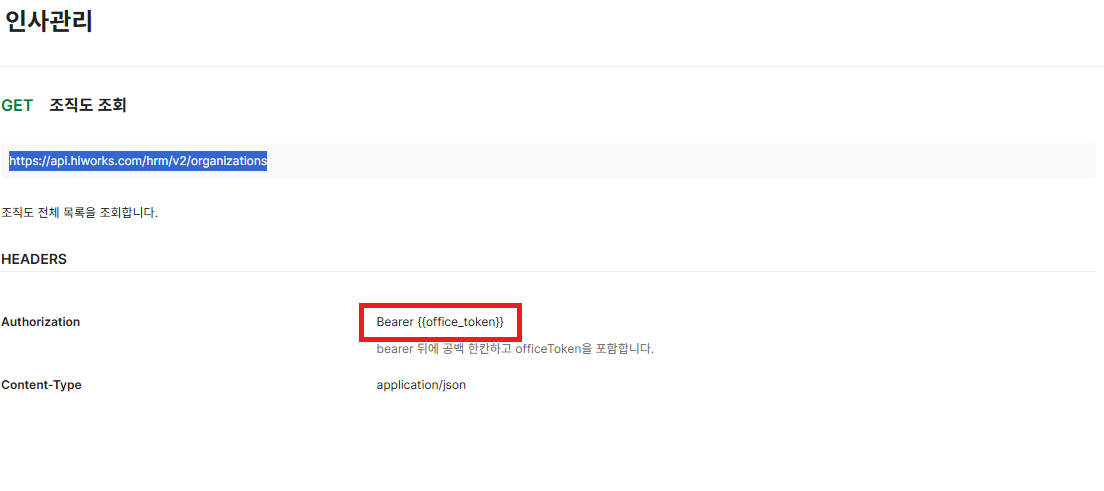 인사관리
GET 조직도 조회
https://api.hiworks.com/hrm/v2/organizations
조직도 전체 목록을 조회합니다.
HEADERS
Authorization Bearer {{office_token}}
bearer 뒤에 공백 한칸하고 officeToken을 포함합니다.
Content-Type application/json